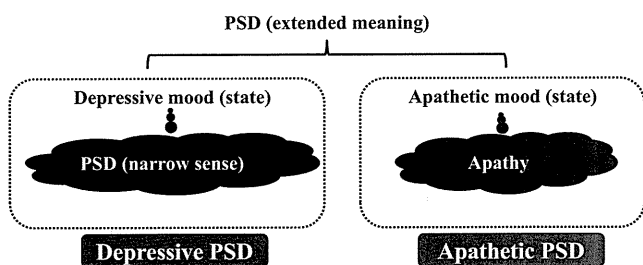 PSD (extended meaning)
Depressive mood (state)
PSD (narrow sense)
Depressive PSD
Apathetic mood (state)
Apathy
Apathetic PSD